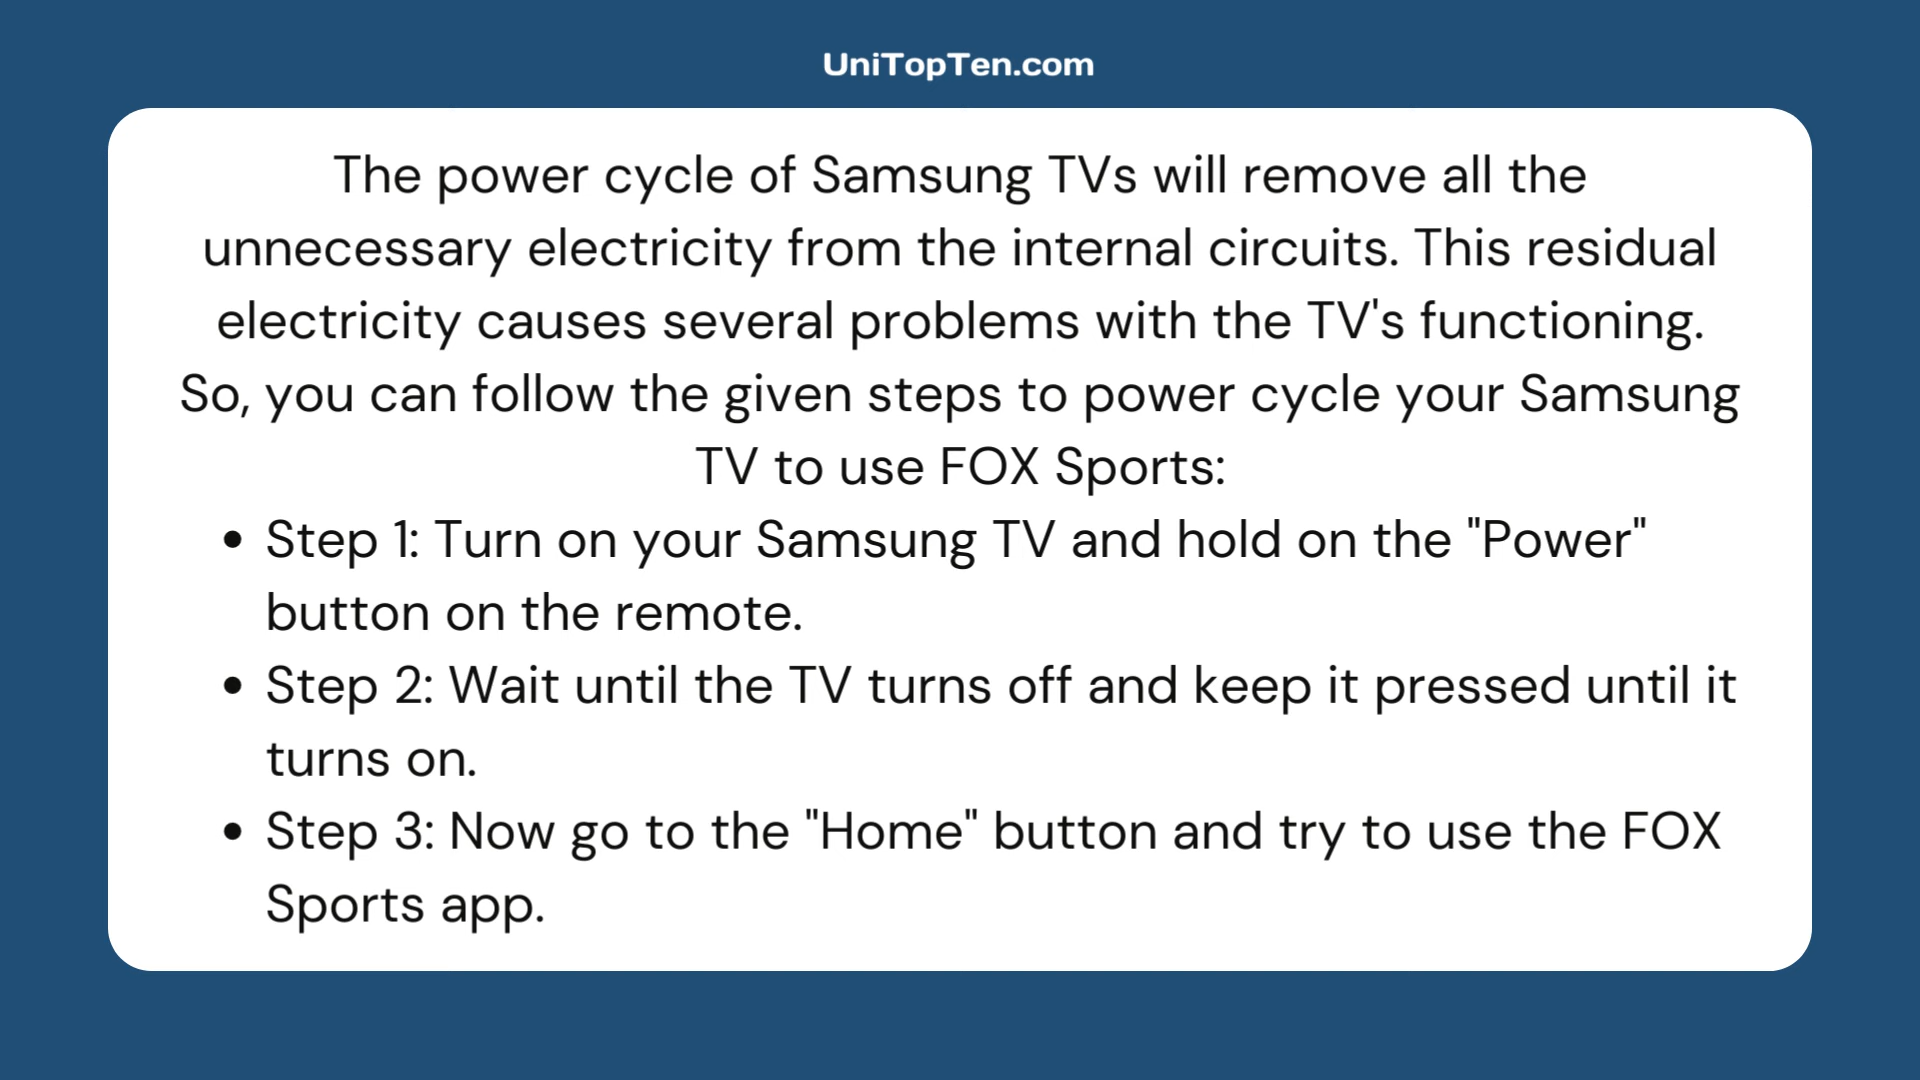 UniTopTen.com
The power cycle of Samsung TVs will remove all the
unnecessary electricity from the internal circuits. This residual
electricity causes several problems with the TV's functioning.
So, you can follow the given steps to power cycle your Samsung
TV to use FOX Sports:
• Step 1: Turn on your Samsung TV and hold on the "Power"
button on the remote.
• Step 2: Wait until the TV turns off and keep it pressed until it
turns on.
• Step 3: Now go to the "Home" button and try to use the FOX
Sports app.